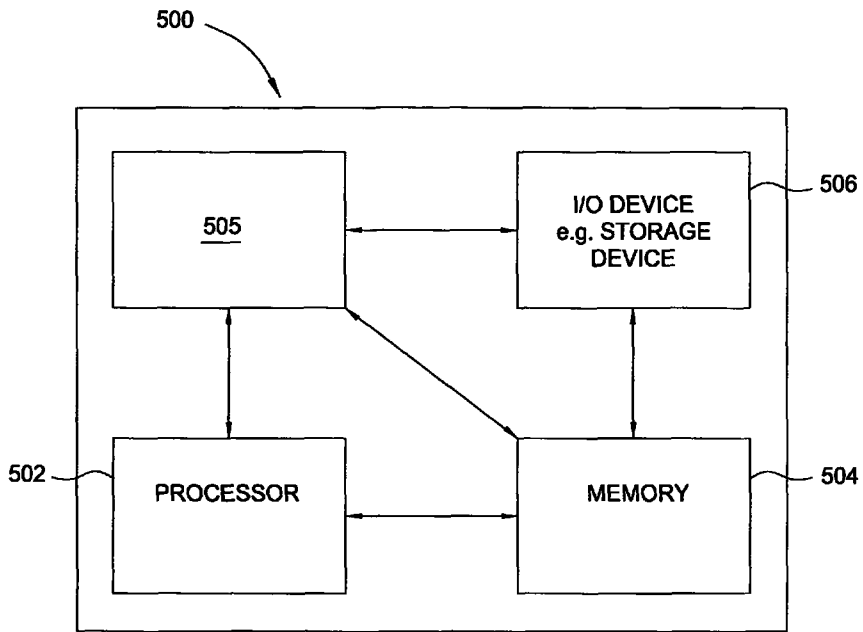 500
505
I/O DEVICE
e.g. STORAGE
DEVICE
506
502
PROCESSOR
MEMORY
504